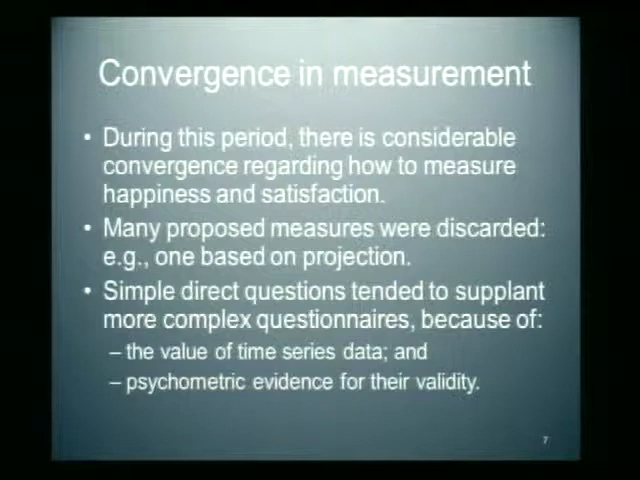 Convergence in measurement
• During this period, there is considerable
convergence regarding how to measure
happiness and satisfaction.
• Many proposed measures were discarded:
e.g., one based on projection.
• Simple direct questions tended to supplant
more complex questionnaires, because of:
– the value of time series data; and
– psychometric evidence for their validity.
7